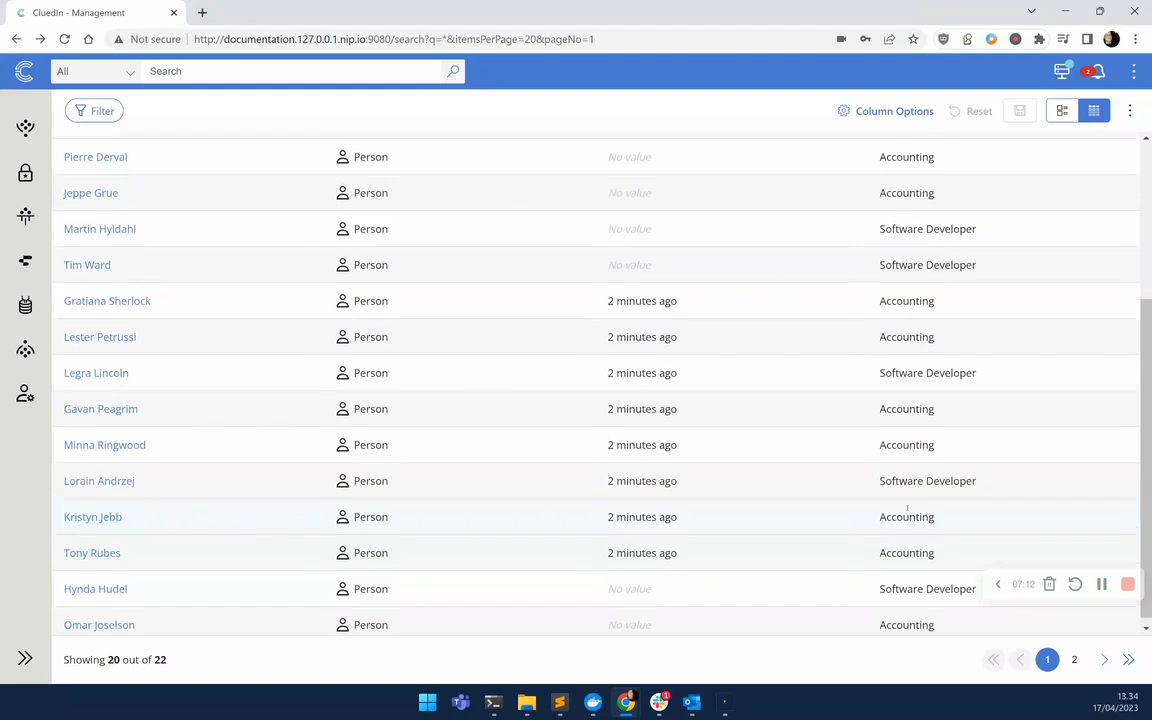 CluedIn - Management
Not secure http://documentation.127.0.0.1.nip.io:9080/search?q=*&itemsPerPage=20&pageNo=1
All Search 2
Filter Column Options Reset
Pierre Derval Person No value Accounting
Jeppe Grue Person No value Accounting
Martin Hyldahl Person No value Software Developer
Tim Ward Person No value Software Developer
Gratiana Sherlock Person 2 minutes ago Accounting
Lester Petrussi Person 2 minutes ago Accounting
Legra Lincoln Person 2 minutes ago Software Developer
Gavan Peagrim Person 2 minutes ago Accounting
Minna Ringwood Person 2 minutes ago Accounting
Lorain Andrzej Person 2 minutes ago Software Developer
Kristyn Jebb Person 2 minutes ago Accounting
Tony Rubes Person 2 minutes ago Accounting
Hynda Hudel Person No value Software Developer 07:12
Omar Joselson Person No value Accounting
Showing 20 out of 22 1 2
1
13.34
17/04/2023